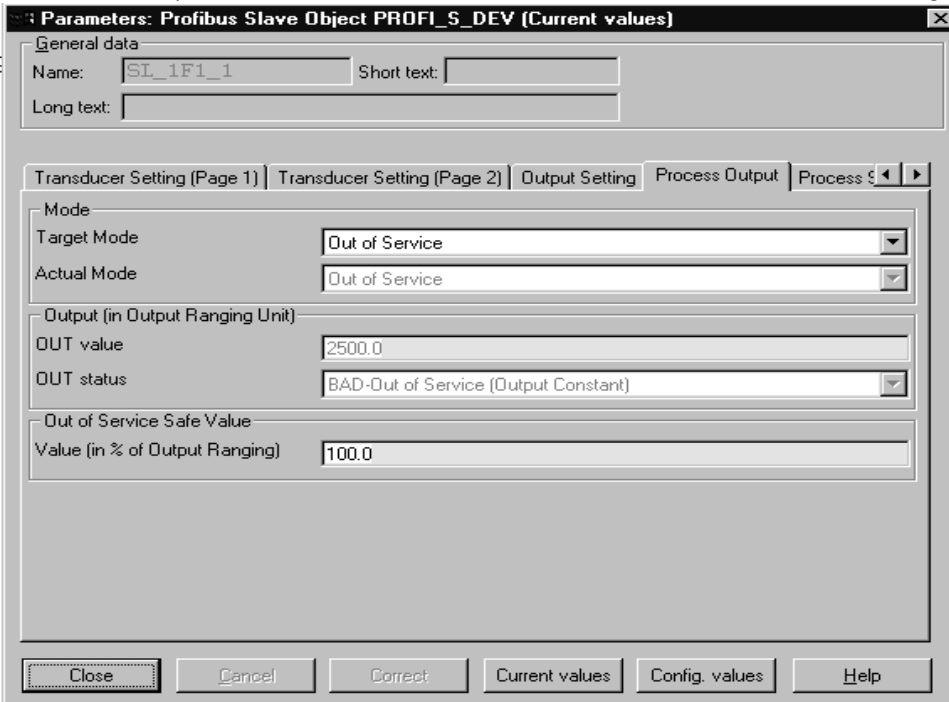 Parameters: Profibus Slave Object PROFI_S_DEV (Current values)
General data
Name: SL_1F1_1 Short text:
Long text:
Transducer Setting (Page 1) Transducer Setting (Page 2) Output Setting Process Output Process
Mode
Target Mode Out of Service
Actual Mode Out of Service
Output (in Output Ranging Unit)
OUT value 2500.0
OUT status BAD-Out of Service (Output Constant)
Out of Service Safe Value
Value (in % of Output Ranging) 100.0
Close Cancel Correct Current values Config. values Help